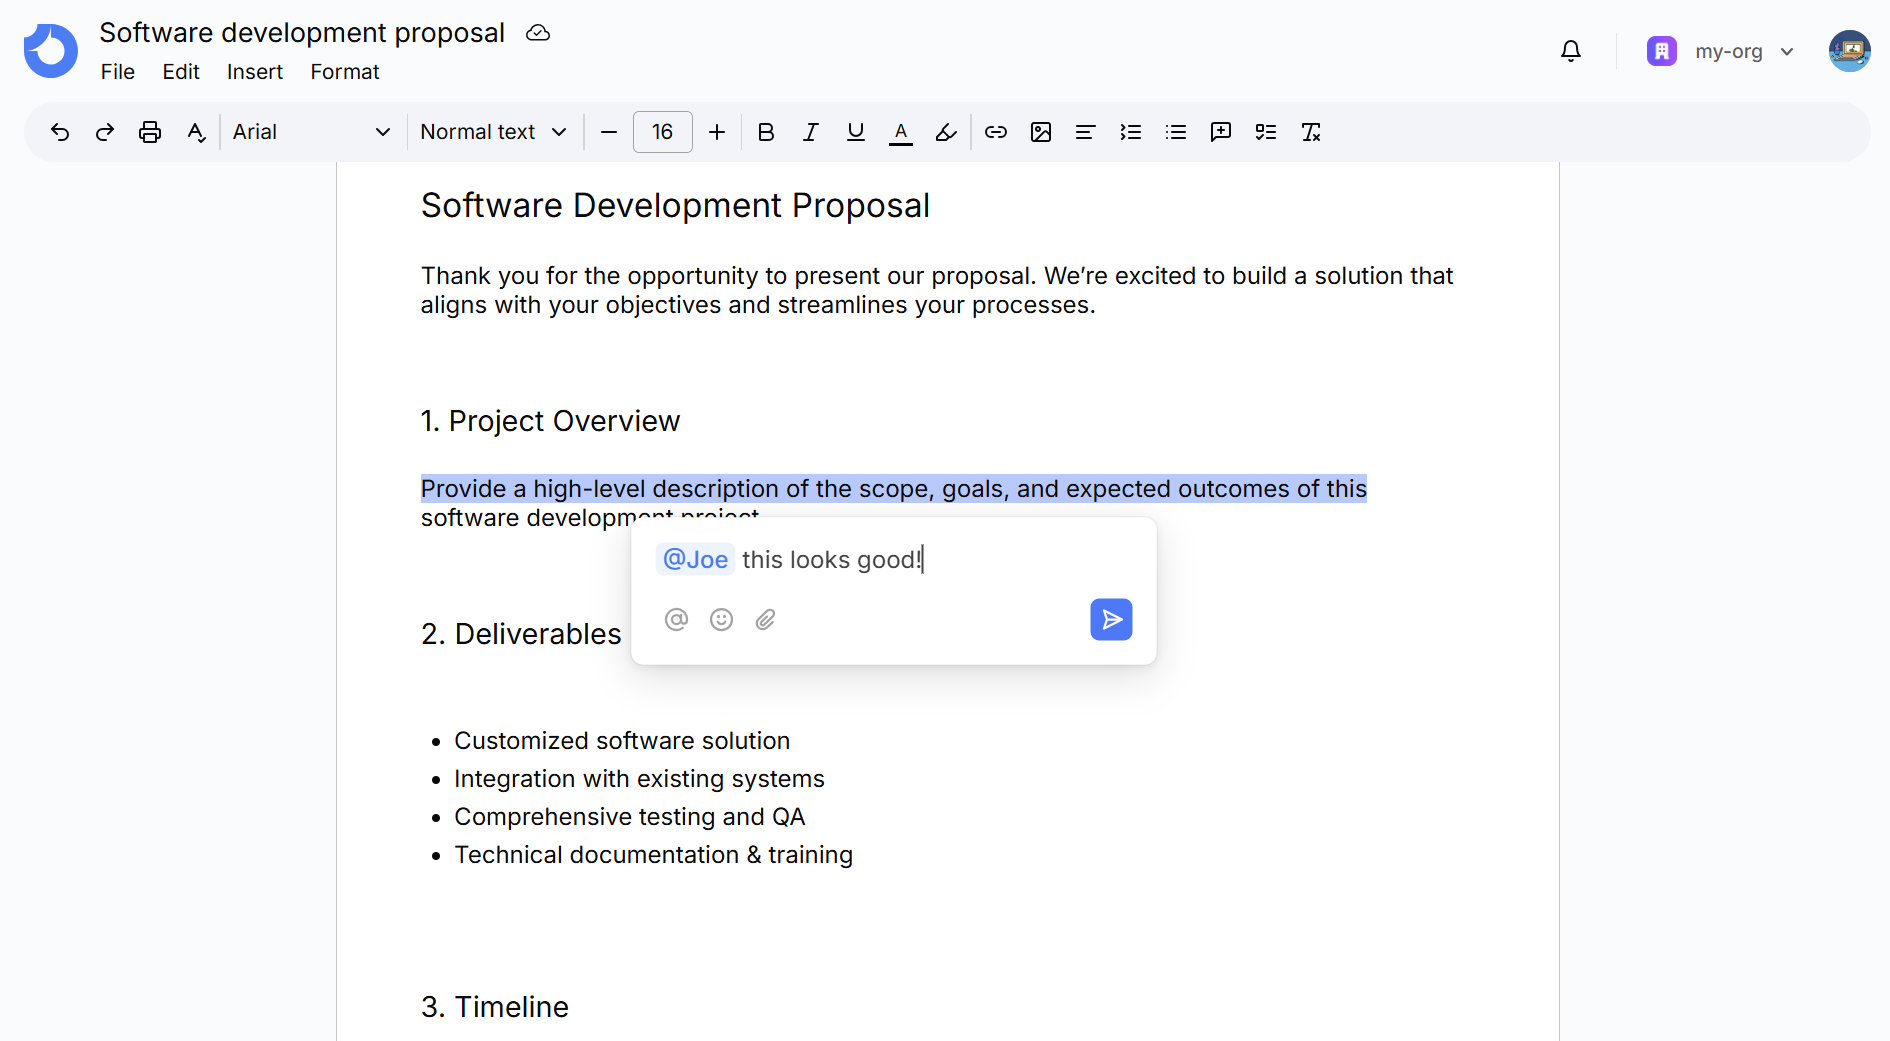 Software development proposal
File Edit Insert Format
my-org
Arial Normal text 16 B I U A
Software Development Proposal
Thank you for the opportunity to present our proposal. We’re excited to build a solution that
aligns with your objectives and streamlines your processes.
1. Project Overview
Provide a high-level description of the scope, goals, and expected outcomes of this
software development project
@Joe this looks good!
2. Deliverables
• Customized software solution
• Integration with existing systems
• Comprehensive testing and QA
• Technical documentation & training
3. Timeline